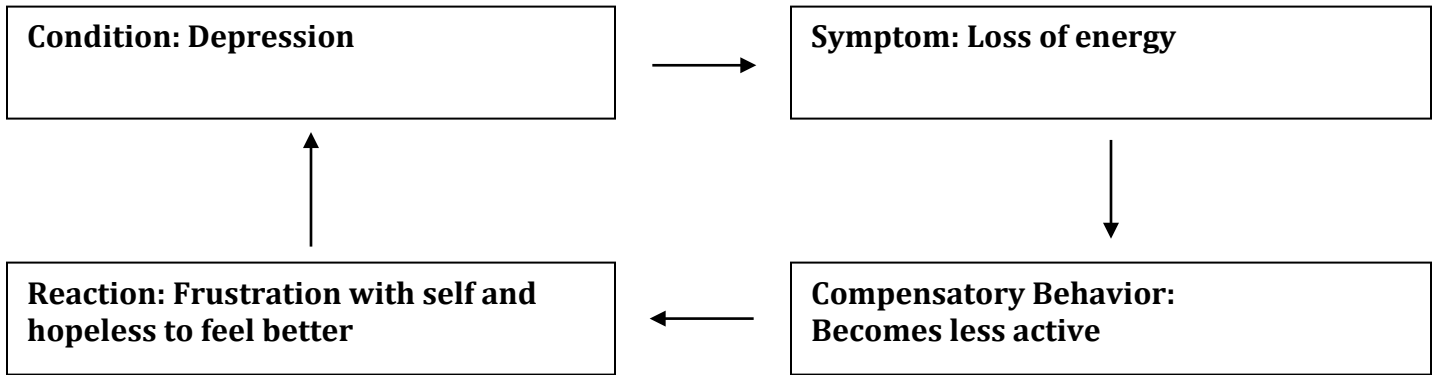 Condition: Depression
Symptom: Loss of energy
Reaction: Frustration with self and
hopeless to feel better
Compensatory Behavior:
Becomes less active